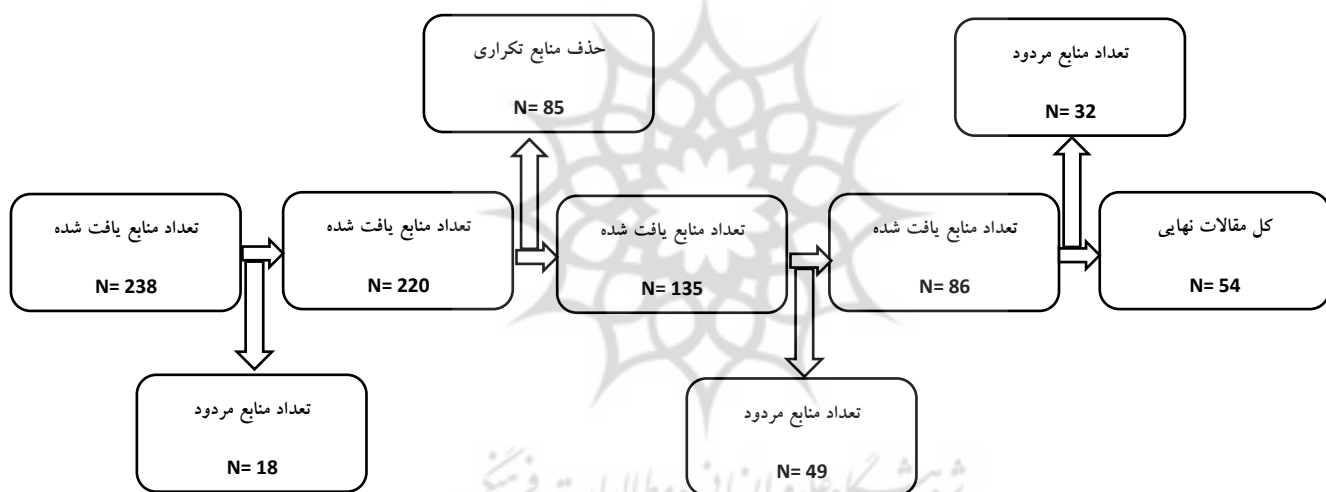 حذف منابع تکراری
N= 85
تعداد منابع مردود
N= 32
تعداد منابع یافت شده
N= 238
تعداد منابع یافت شده
N= 220
تعداد منابع یافت شده
N= 135
تعداد منابع یافت شده
N= 86
کل مقالات نهایی
N= 54
تعداد منابع مردود
N= 18
تعداد منابع مردود
N= 49